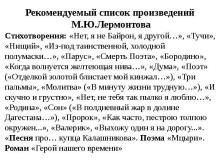 Рекомендуемый список произведений
М.Ю.Лермонтова
Стихотворения: «Нет, я не Байрон, я другой…», «Тучи»,
«Нищий», «Из-под таинственной, холодной
полумаски…», «Парус», «Смерть Поэта», «Бородино»,
«Когда волнуется желтеющая нива…», «Дума», «Поэт»
(«Отделкой золотой блистает мой кинжал…»), «Три
пальмы», «Молитва» («В минуту жизни трудную…»), «И
скучно и грустно», «Нет, не тебя так пылко я люблю…»,
«Родина», «Сон» («В полдневный жар в долине
Дагестана…»), «Пророк», «Как часто, пестрою толпою
окружен...», «Валерик», «Выхожу один я на дорогу...».
«Песня про… купца Калашникова». Поэма «Мцыри».
Роман «Герой нашего времени»